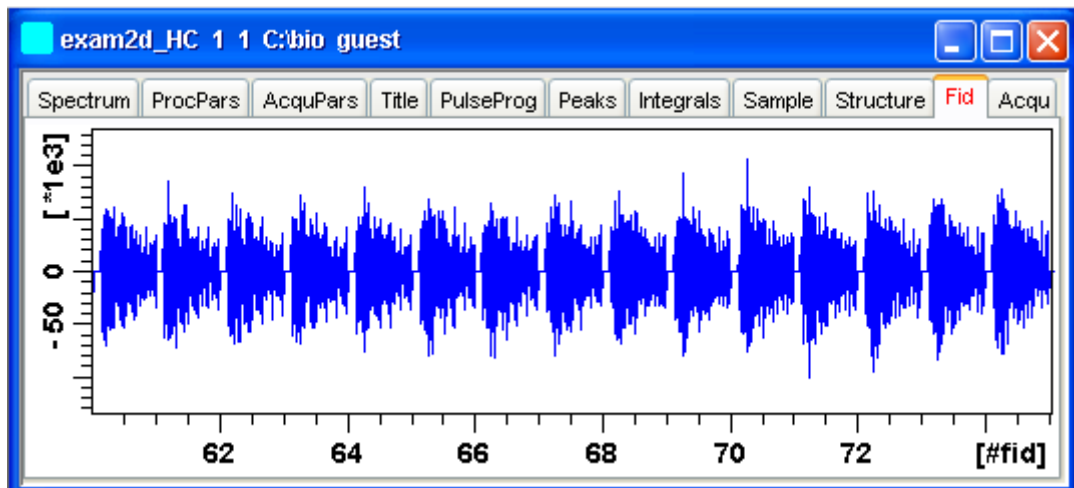 exam2d_HC 1 1 C:\bio guest
Spectrum ProcPars AcquPars Title PulseProg Peaks Integrals Sample Structure Fid Acqu
[ *1e3]
0
-50
62 64 66 68 70 72 [#fid]